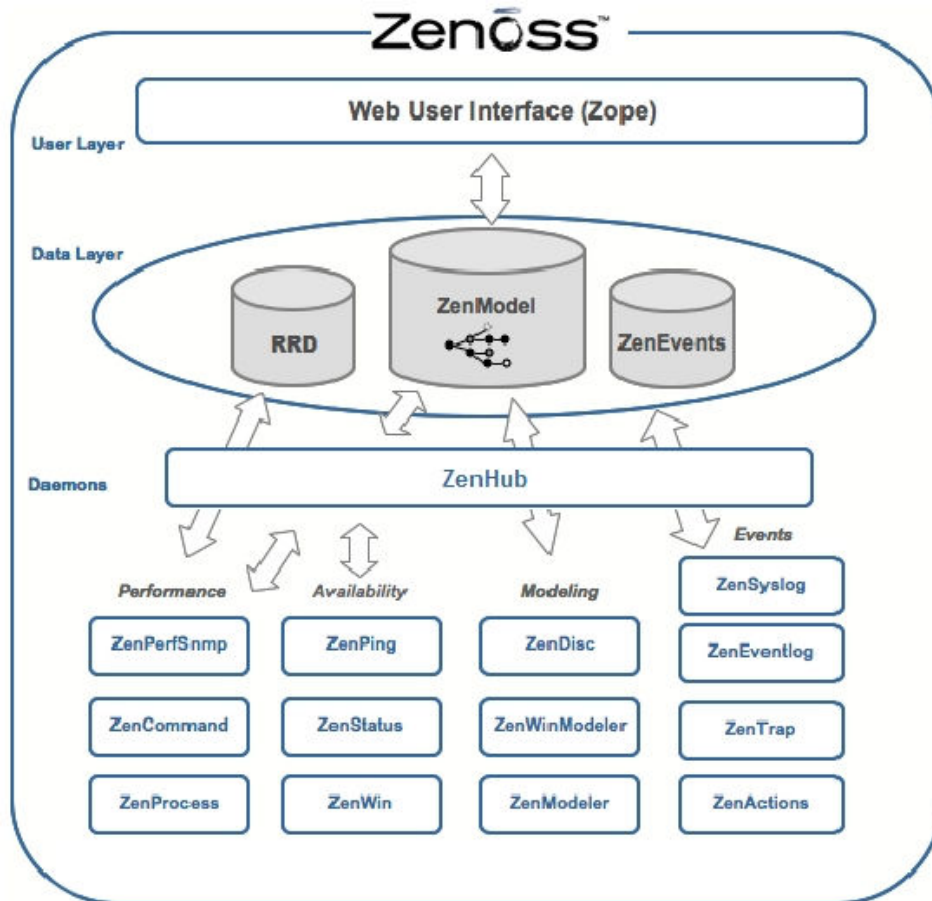 Zenoss™
Web User Interface (Zope)
User Layer
Data Layer
RRD
ZenModel
ZenEvents
Daemons
ZenHub
Performance
Availability
Modeling
Events
ZenPerfSnmp
ZenPing
ZenDisc
ZenSyslog
ZenEventlog
ZenCommand
ZenStatus
ZenWinModeler
ZenTrap
ZenProcess
ZenWin
ZenModeler
ZenActions